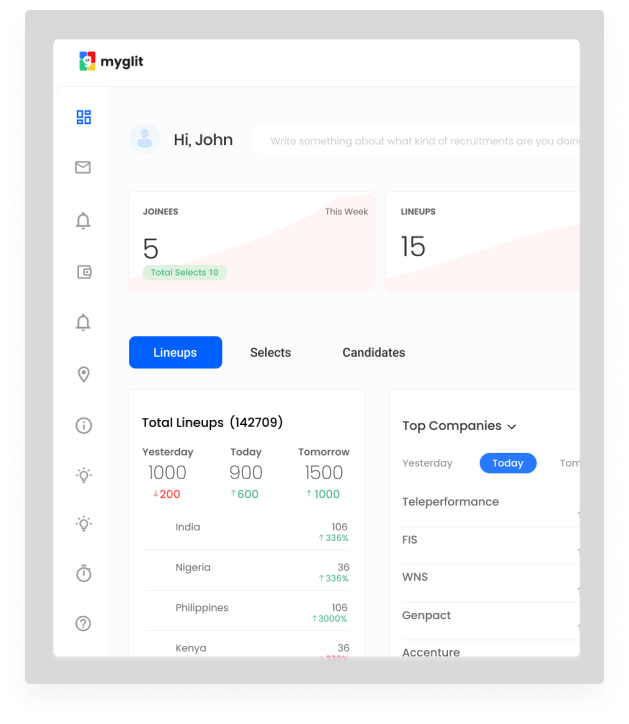 myglit
Hi, John
Write something about what kind of recruitments are you doin
JOINEES
This Week
5
Total Selects 10
LINEUPS
15
Lineups
Selects
Candidates
Total Lineups (142709)
Yesterday Today Tomorrow
1000 900 1500
↓200 ↑600 ↑1000
India 106
↑336%
Nigeria 36
↑336%
Philippines 106
↑3000%
Kenya 36
↓336%
Top Companies
Yesterday Today Tom
Teleperformance
FIS
WNS
Genpact
Accenture